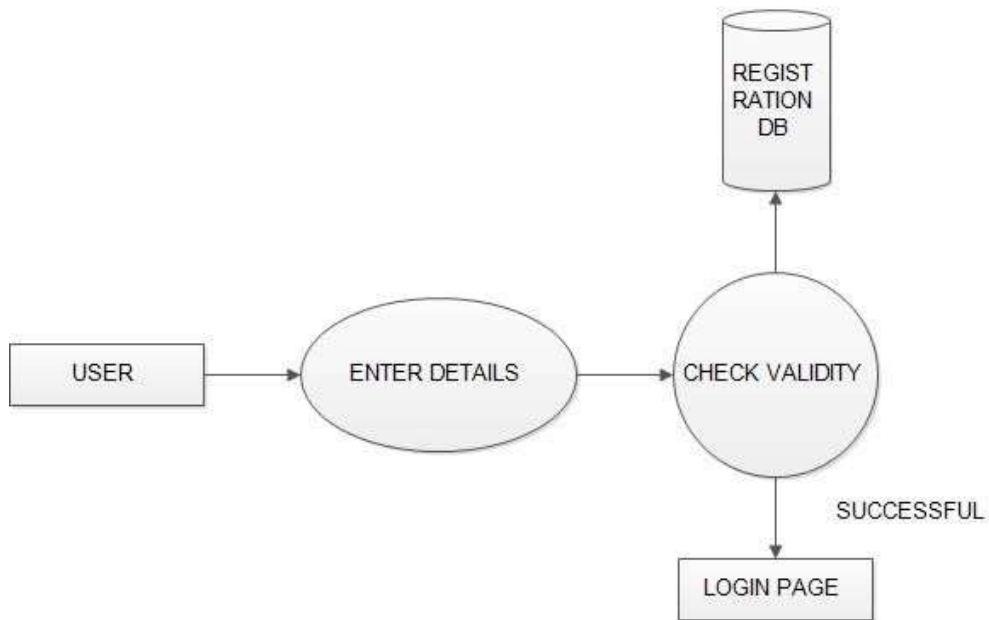 REGIST
RATION
DB
USER
ENTER DETAILS
CHECK VALIDITY
SUCCESSFUL
LOGIN PAGE